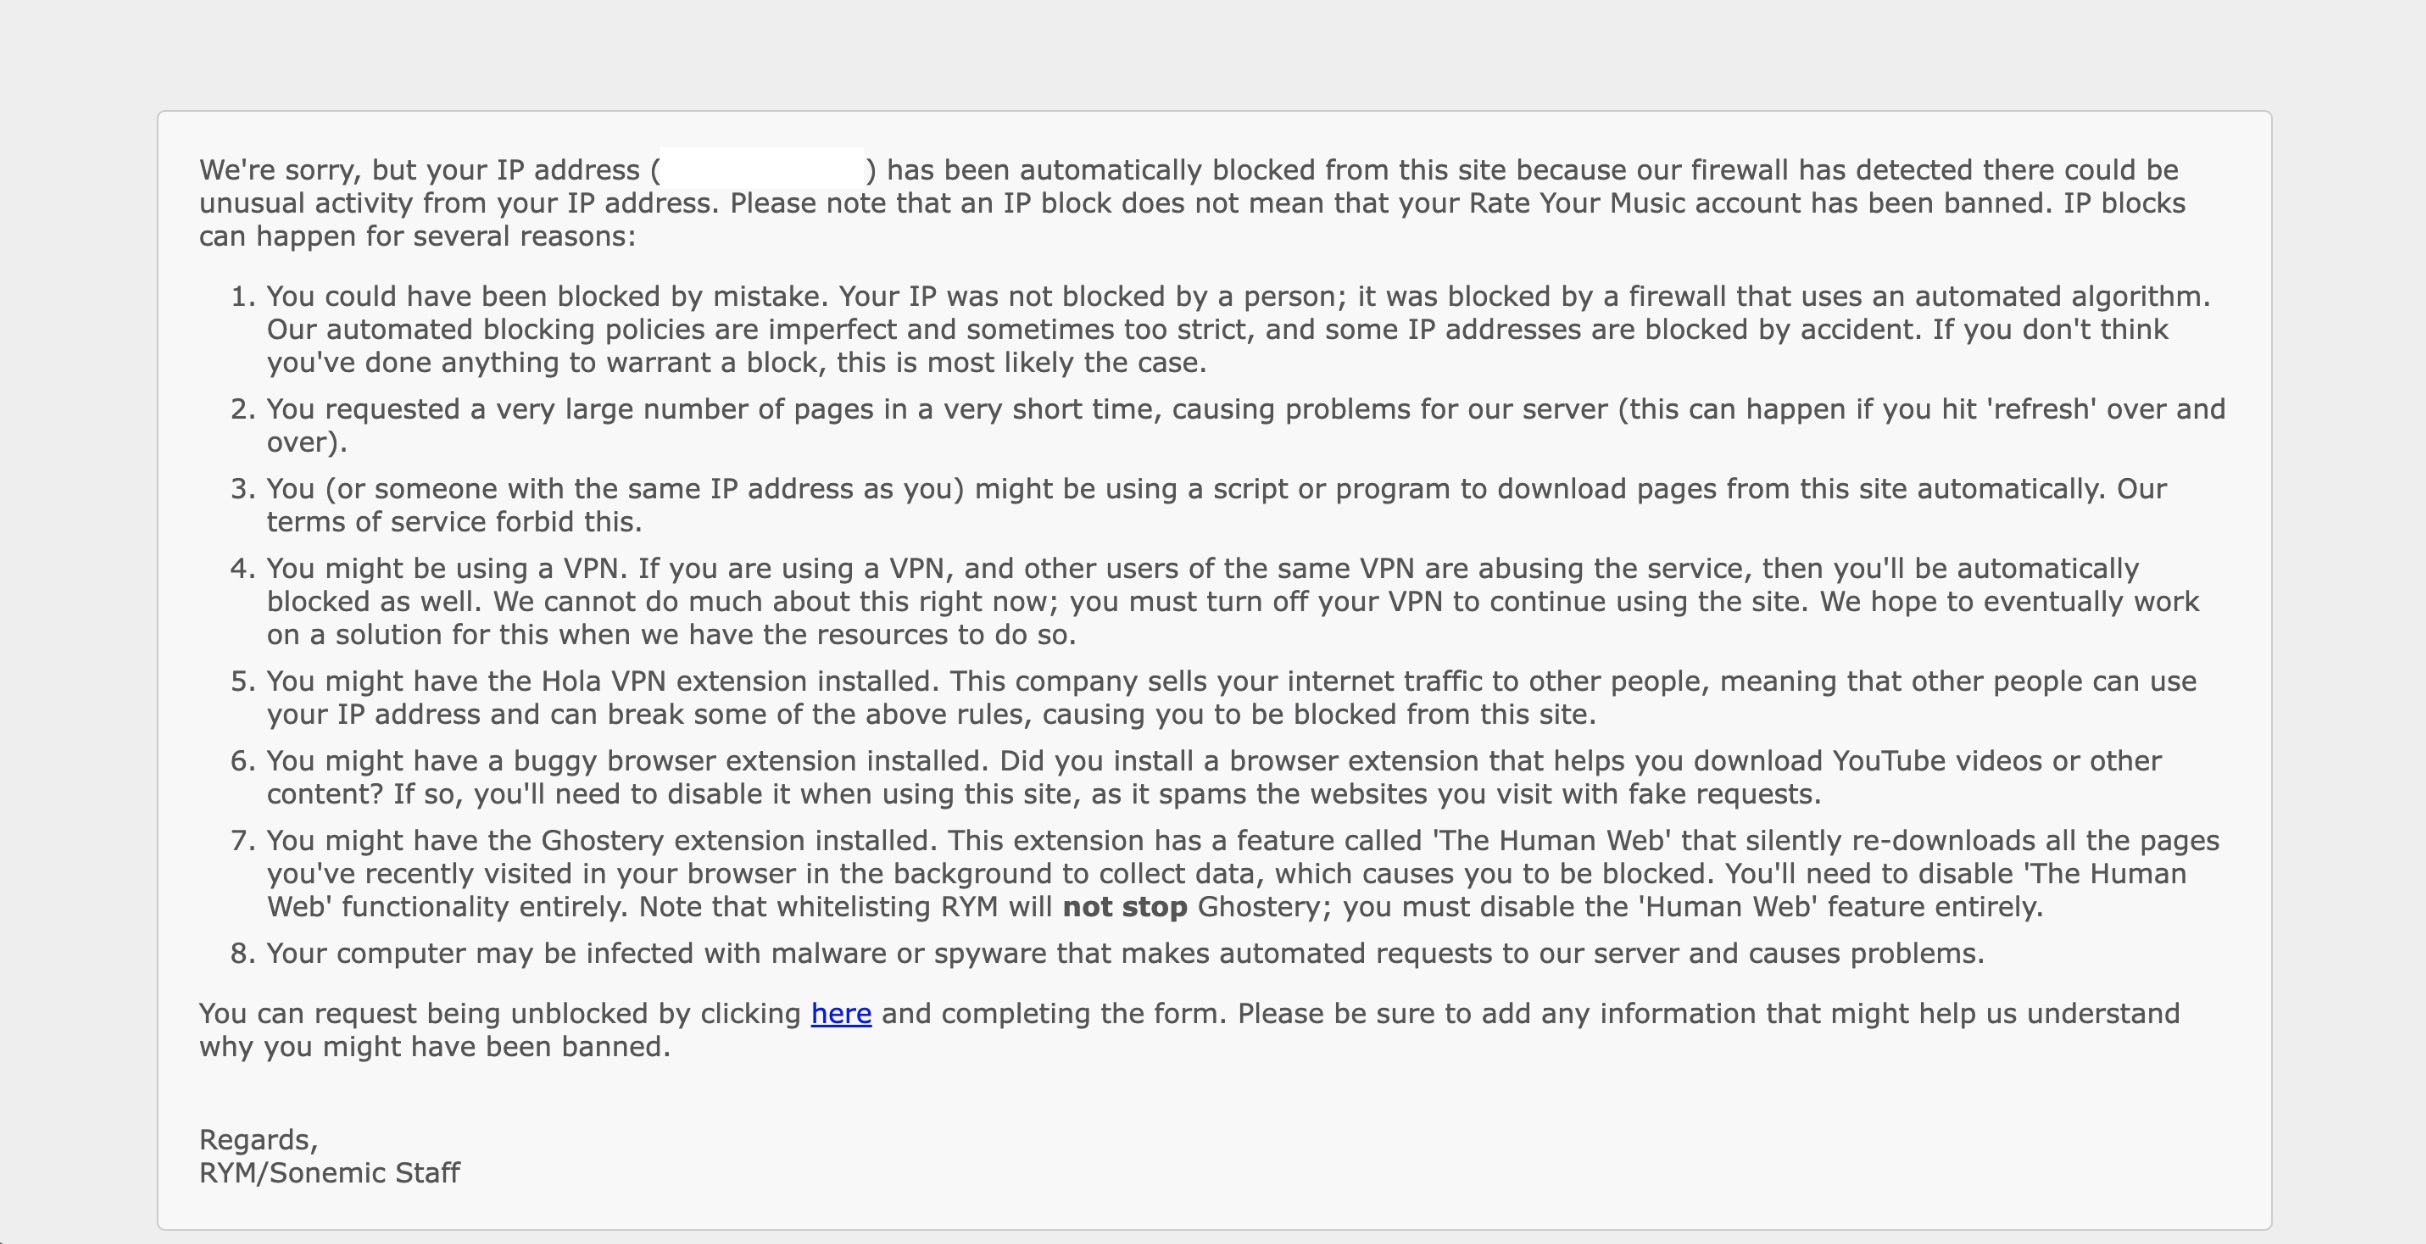 We're sorry, but your IP address ( ) has been automatically blocked from this site because our firewall has detected there could be
unusual activity from your IP address. Please note that an IP block does not mean that your Rate Your Music account has been banned. IP blocks
can happen for several reasons:
1. You could have been blocked by mistake. Your IP was not blocked by a person; it was blocked by a firewall that uses an automated algorithm.
Our automated blocking policies are imperfect and sometimes too strict, and some IP addresses are blocked by accident. If you don't think
you've done anything to warrant a block, this is most likely the case.
2. You requested a very large number of pages in a very short time, causing problems for our server (this can happen if you hit 'refresh' over and
over).
3. You (or someone with the same IP address as you) might be using a script or program to download pages from this site automatically. Our
terms of service forbid this.
4. You might be using a VPN. If you are using a VPN, and other users of the same VPN are abusing the service, then you'll be automatically
blocked as well. We cannot do much about this right now; you must turn off your VPN to continue using the site. We hope to eventually work
on a solution for this when we have the resources to do so.
5. You might have the Hola VPN extension installed. This company sells your internet traffic to other people, meaning that other people can use
your IP address and can break some of the above rules, causing you to be blocked from this site.
6. You might have a buggy browser extension installed. Did you install a browser extension that helps you download YouTube videos or other
content? If so, you'll need to disable it when using this site, as it spams the websites you visit with fake requests.
7. You might have the Ghostery extension installed. This extension has a feature called 'The Human Web' that silently re-downloads all the pages
you've recently visited in your browser in the background to collect data, which causes you to be blocked. You'll need to disable 'The Human
Web' functionality entirely. Note that whitelisting RYM will not stop Ghostery; you must disable the 'Human Web' feature entirely.
8. Your computer may be infected with malware or spyware that makes automated requests to our server and causes problems.
You can request being unblocked by clicking here and completing the form. Please be sure to add any information that might help us understand
why you might have been banned.
Regards,
RYM/Sonemic Staff